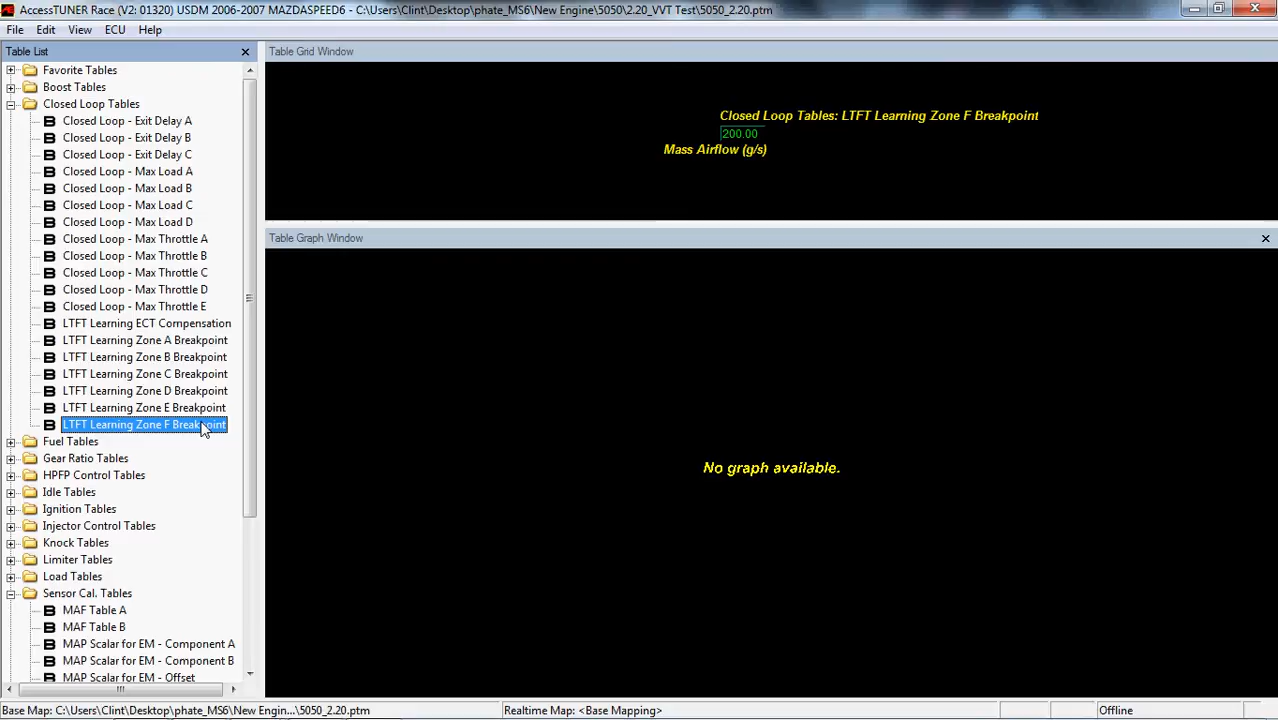 AccessTUNER Race (V2: 01320) USDM 2006-2007 MAZDASPEED6 - C:\Users\Clint\Desktop\phate_MS6\New Engine\5050\2.20_VVT Test\5050_2.20.ptm
File Edit View ECU Help
Table List
Favorite Tables
Boost Tables
Closed Loop Tables
Closed Loop - Exit Delay A
Closed Loop - Exit Delay B
Closed Loop - Exit Delay C
Closed Loop - Max Load A
Closed Loop - Max Load B
Closed Loop - Max Load C
Closed Loop - Max Load D
Closed Loop - Max Throttle A
Closed Loop - Max Throttle B
Closed Loop - Max Throttle C
Closed Loop - Max Throttle D
Closed Loop - Max Throttle E
LTFT Learning ECT Compensation
LTFT Learning Zone A Breakpoint
LTFT Learning Zone B Breakpoint
LTFT Learning Zone C Breakpoint
LTFT Learning Zone D Breakpoint
LTFT Learning Zone E Breakpoint
LTFT Learning Zone F Breakpoint
Fuel Tables
Gear Ratio Tables
HPFP Control Tables
Idle Tables
Ignition Tables
Injector Control Tables
Knock Tables
Limiter Tables
Load Tables
Sensor Cal. Tables
MAF Table A
MAF Table B
MAP Scalar for EM - Component A
MAP Scalar for EM - Component B
MAP Scalar for EM - Offset
Table Grid Window
Closed Loop Tables: LTFT Learning Zone F Breakpoint
200.00
Mass Airflow (g/s)
Table Graph Window
No graph available.
Base Map: C:\Users\Clint\Desktop\phate_MS6\New Engin...\5050_2.20.ptm
Realtime Map: <Base Mapping>
Offline